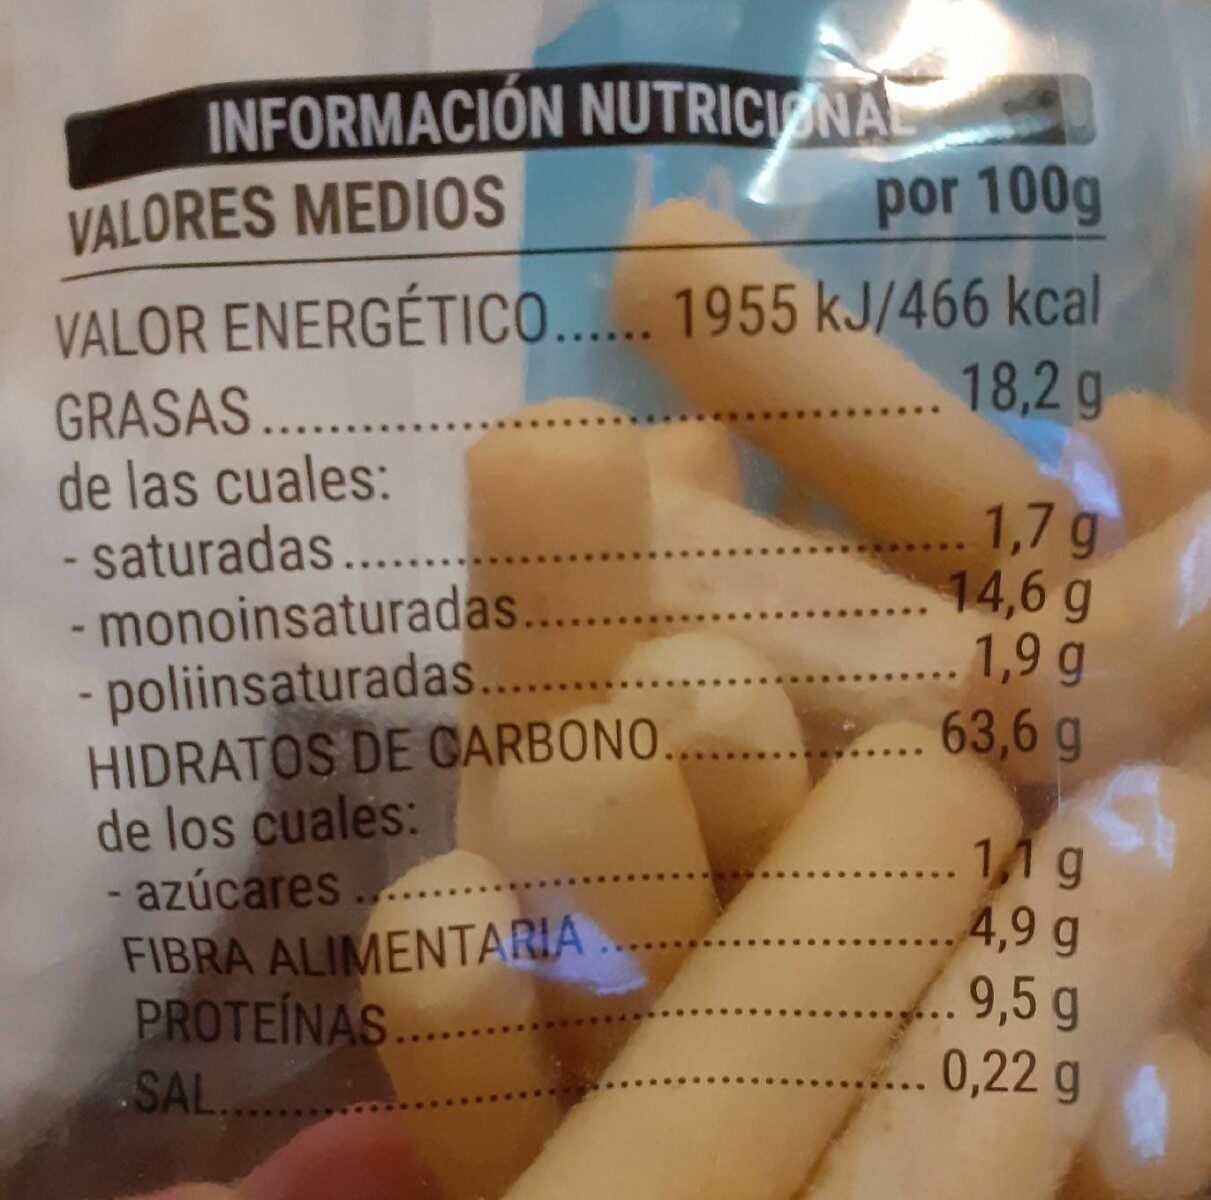 INFORMACIÓN NUTRICIONAL
VALORES MEDIOS por 100g
VALOR ENERGÉTICO...... 1955 kJ/466 kcal
GRASAS.............................. 18,2 g
de las cuales:
- saturadas.............................. 1,7 g
- monoinsaturadas.............................. 14,6 g
- poliinsaturadas.............................. 1,9 g
HIDRATOS DE CARBONO.................... 63,6 g
de los cuales:
- azúcares.............................. 1,1 g
FIBRA ALIMENTARIA.............................. 4,9 g
PROTEÍNAS.............................. 9,5 g
SAL.............................. 0,22 g